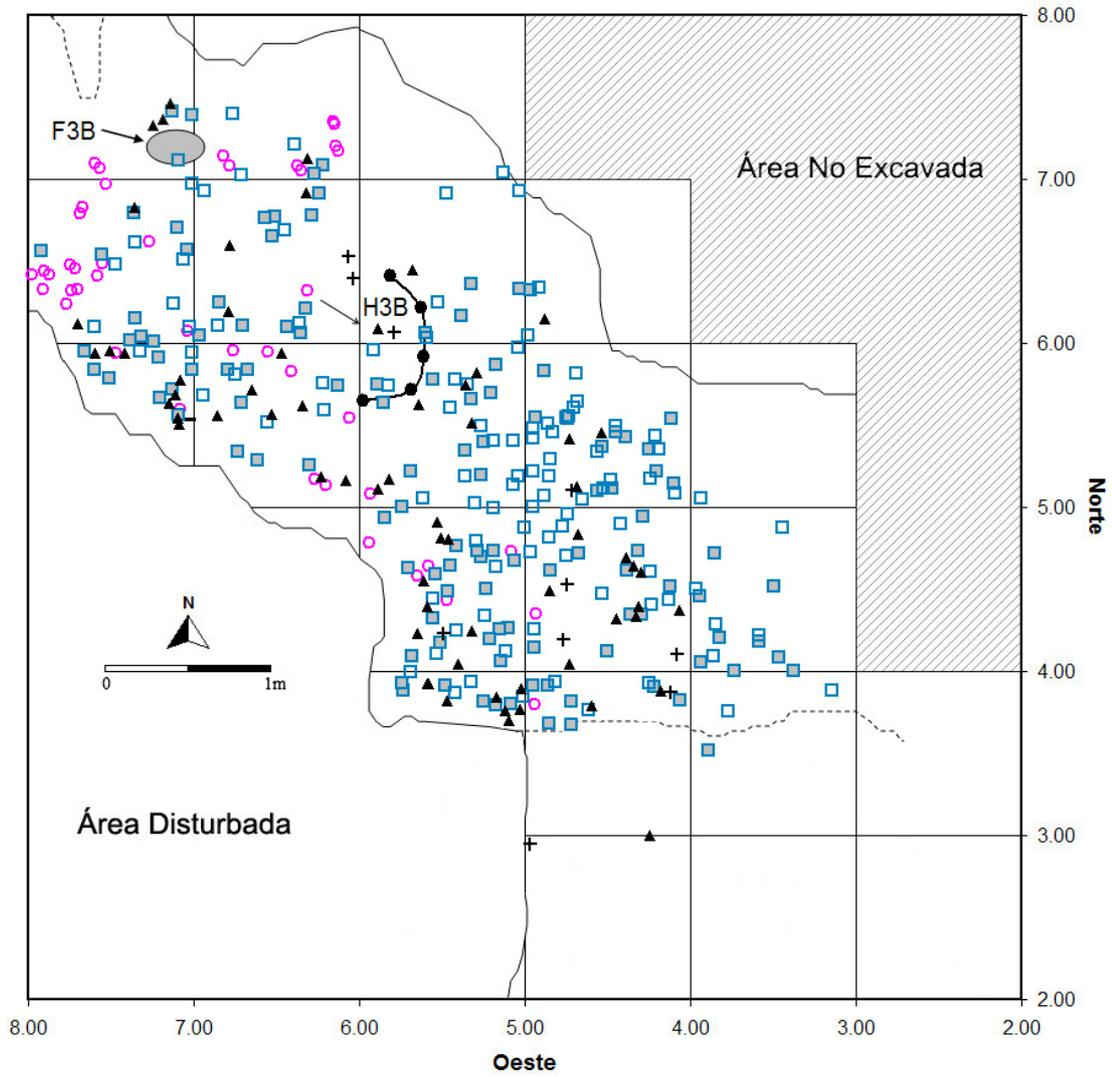 8.00
F3B
Área No Excavada
7.00
H3B
6.00
5.00
Norte
N
0 1m
4.00
Área Disturbada
3.00
2.00
8.00 7.00 6.00 5.00 4.00 3.00 2.00
Oeste